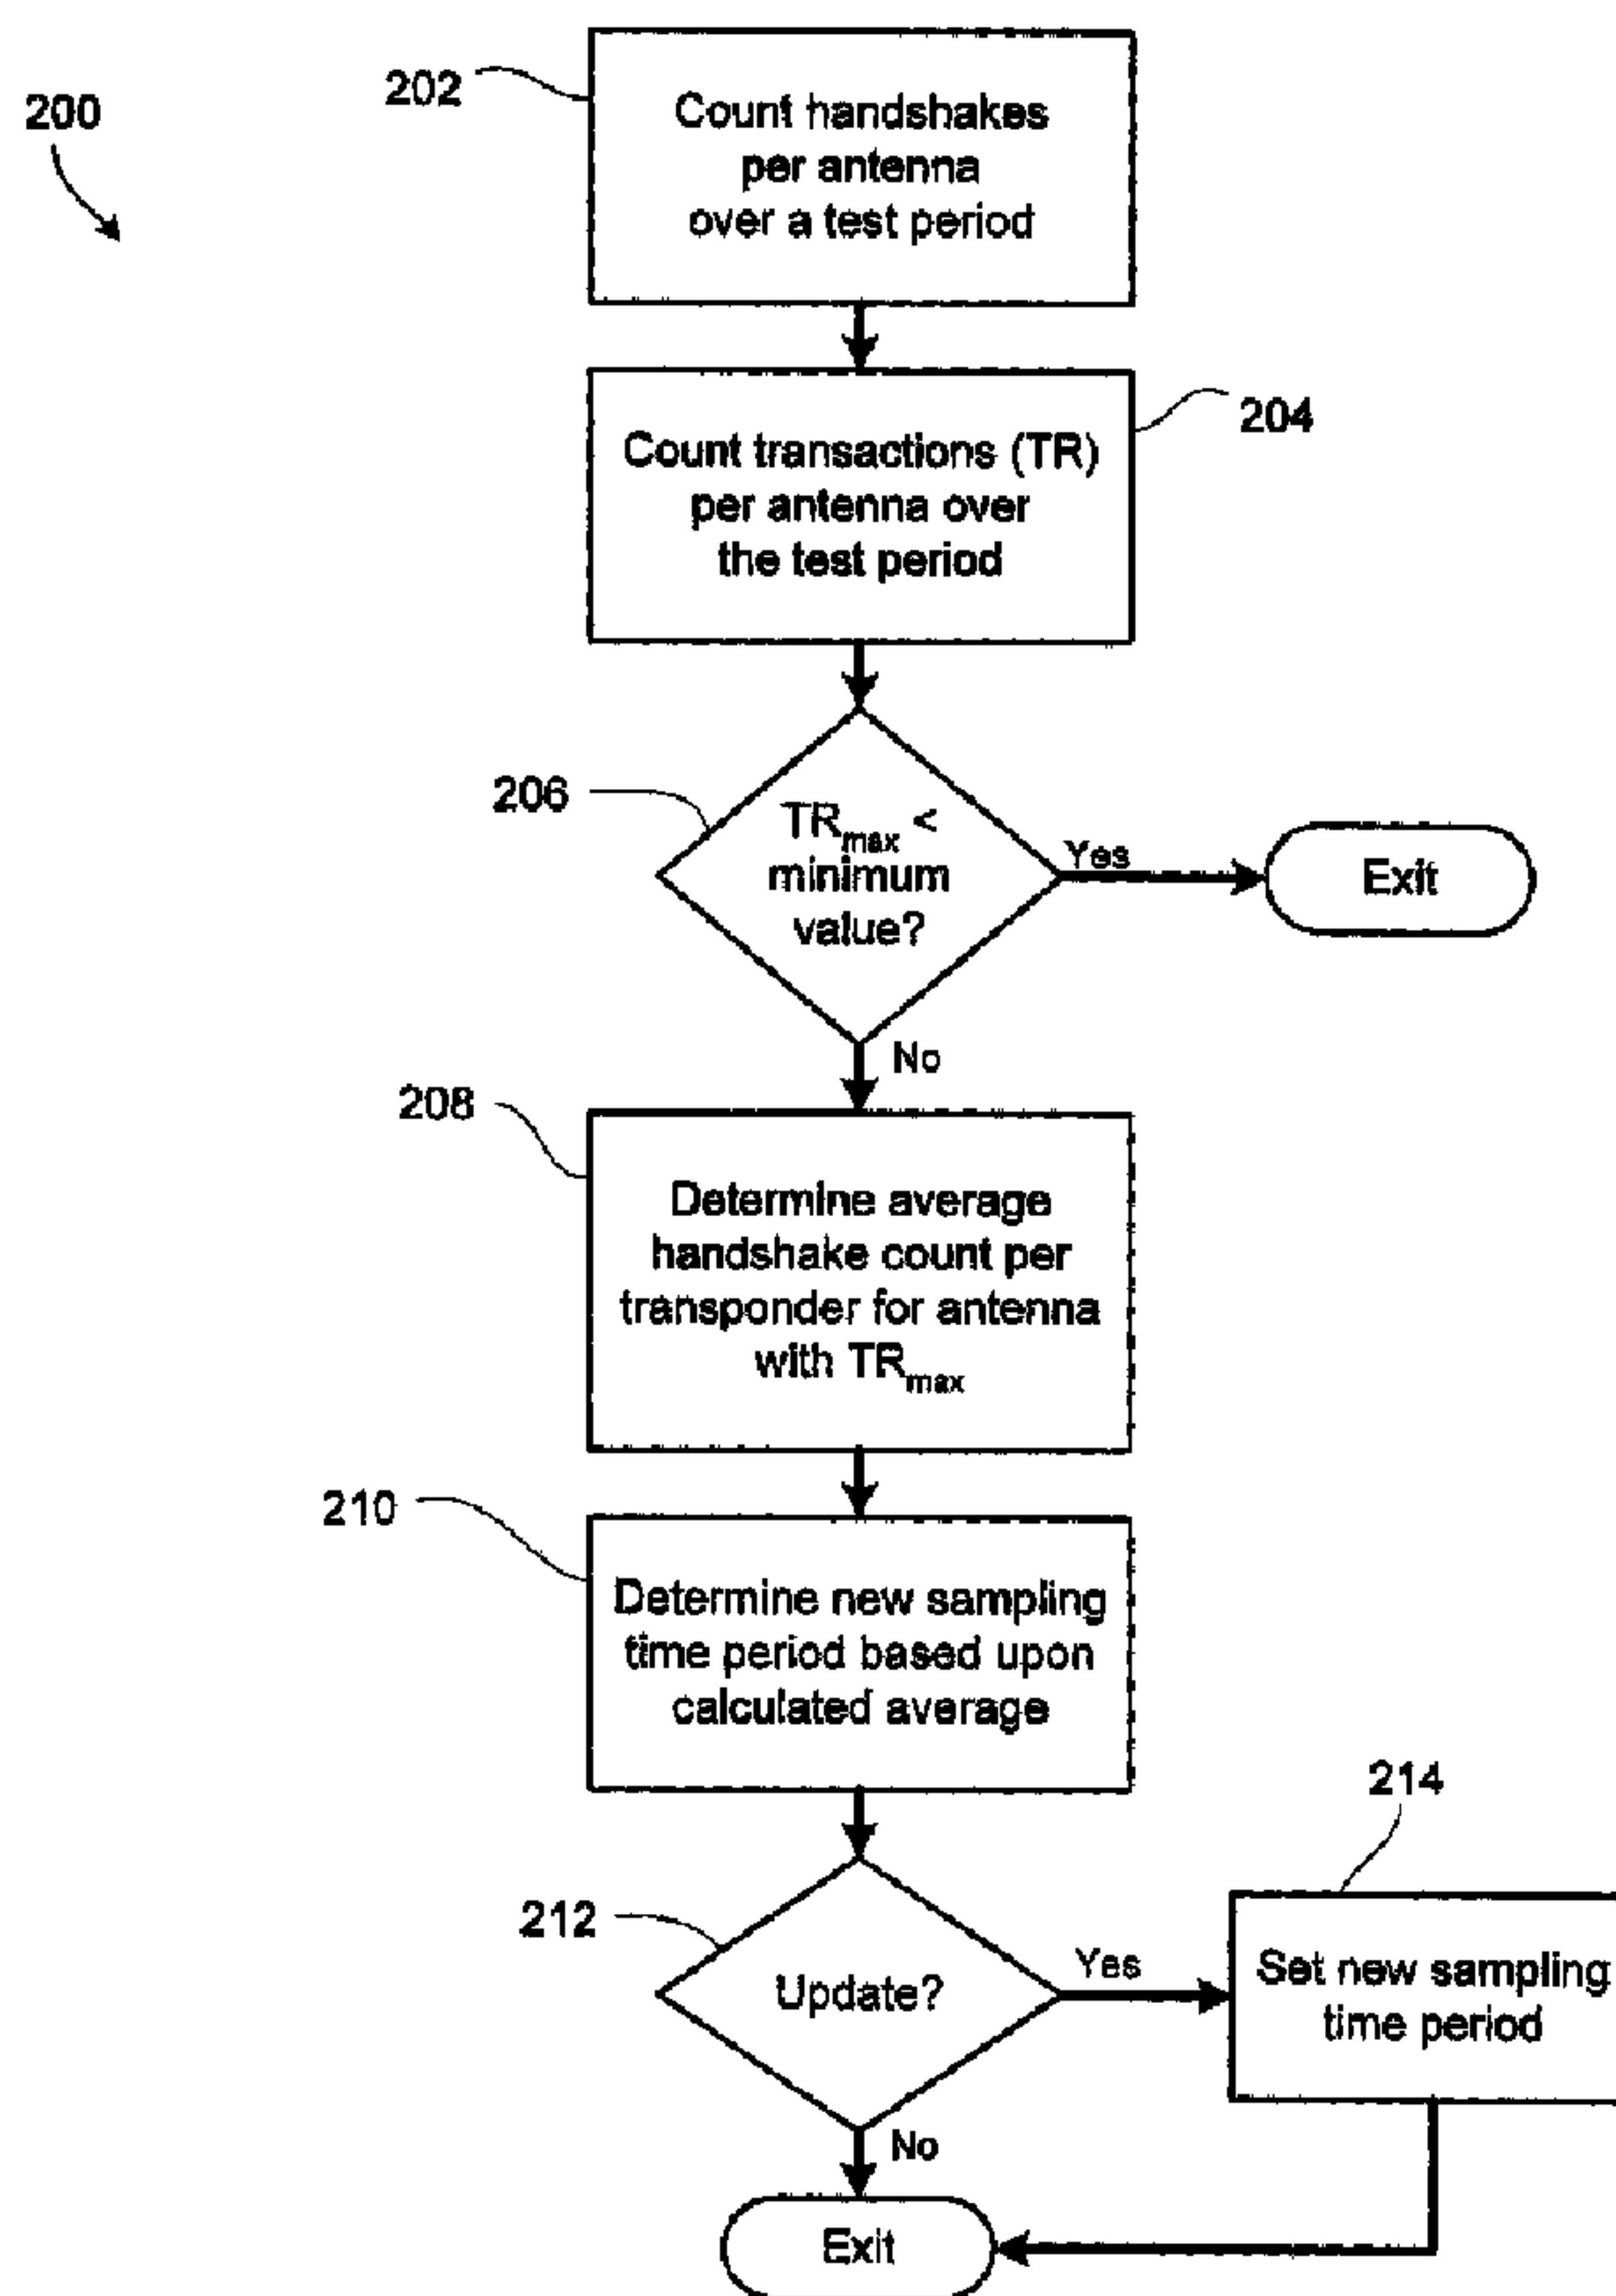 200
202
Count handshakes
per antenna
over a test period
204
Count transactions (TR)
per antenna over
the test period
206
TRmax <
minimum
value?
Yes
Exit
No
208
Determine average
handshake count per
transponder for antenna
with TRmax
210
Determine new sampling
time period based upon
calculated average
212
Update?
Yes
214
Set new sampling
time period
No
Exit